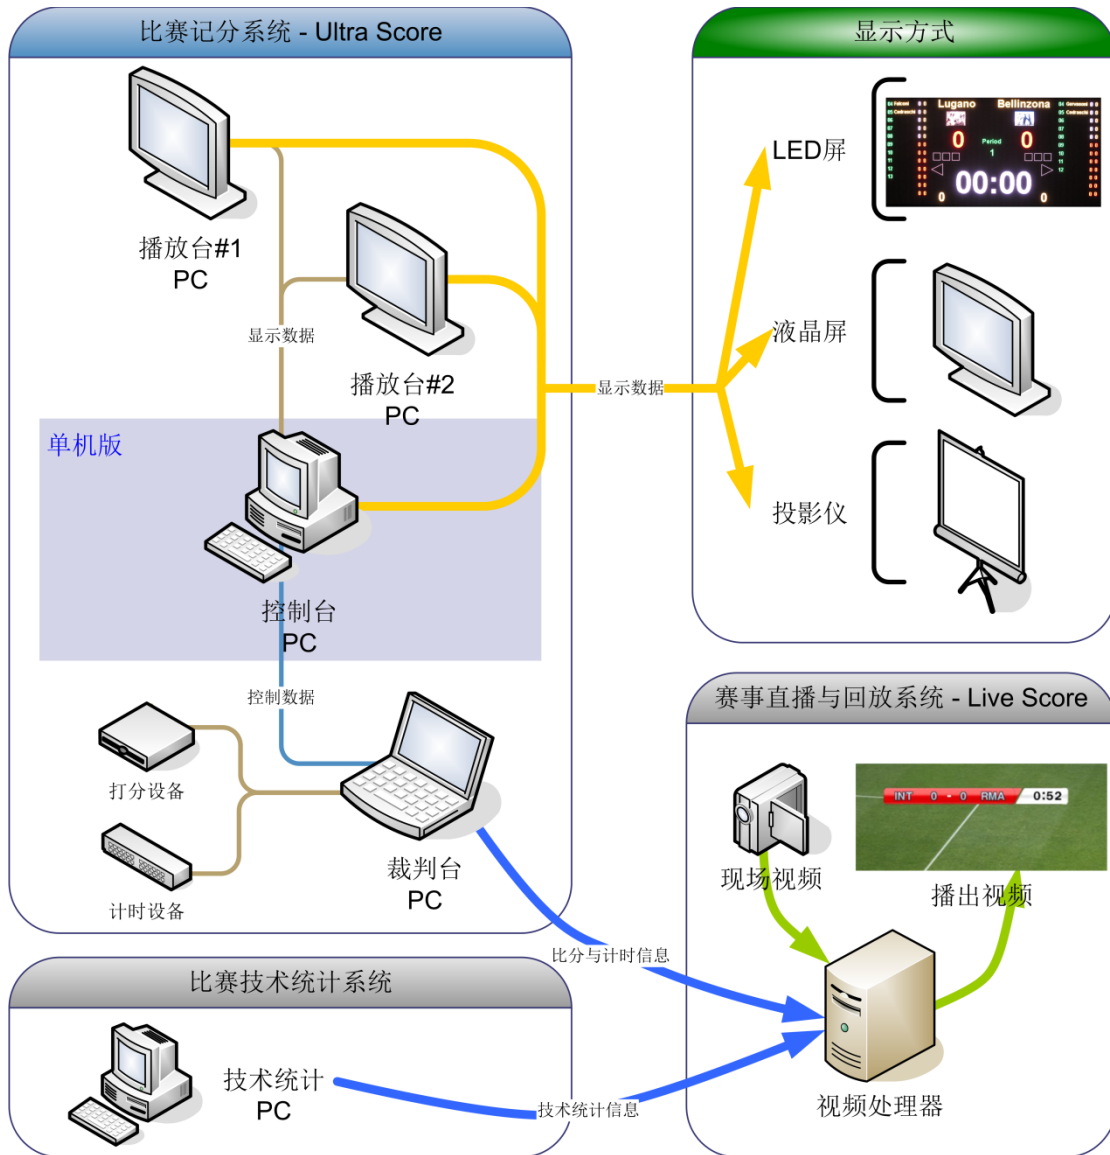 比赛记分系统 - Ultra Score
播放台#1
PC
播放台#2
PC
显示数据
单机版
控制台
PC
控制数据
打分设备
计时设备
裁判台
PC
显示数据
显示方式
LED屏
Lugano
Bellinzona
0
0
Period
1
00:00
0
0
液晶屏
投影仪
比分与计时信息
比赛技术统计系统
技术统计
PC
技术统计信息
赛事直播与回放系统 - Live Score
现场视频
INT 0 - 0 RMA 0:52
播出视频
视频处理器